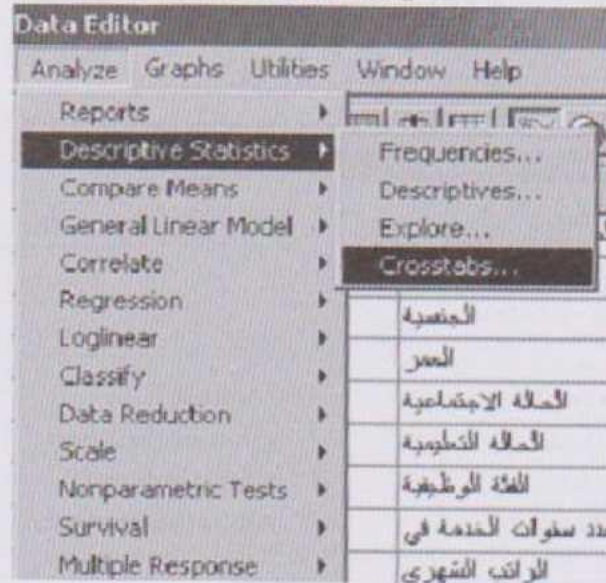 Data Editor
Analyze Graphs Utilities Window Help
Reports
Descriptive Statistics
Compare Means
General Linear Model
Correlate
Regression
Loglinear
Classify
Data Reduction
Scale
Nonparametric Tests
Survival
Multiple Response
Frequencies...
Descriptives...
Explore...
Crosstabs...
الجنسية
العمر
الحالة الاجتماعية
الحالة التعليمية
الفئة الوظيفية
سنوات الخدمة في
الراتب الشهري